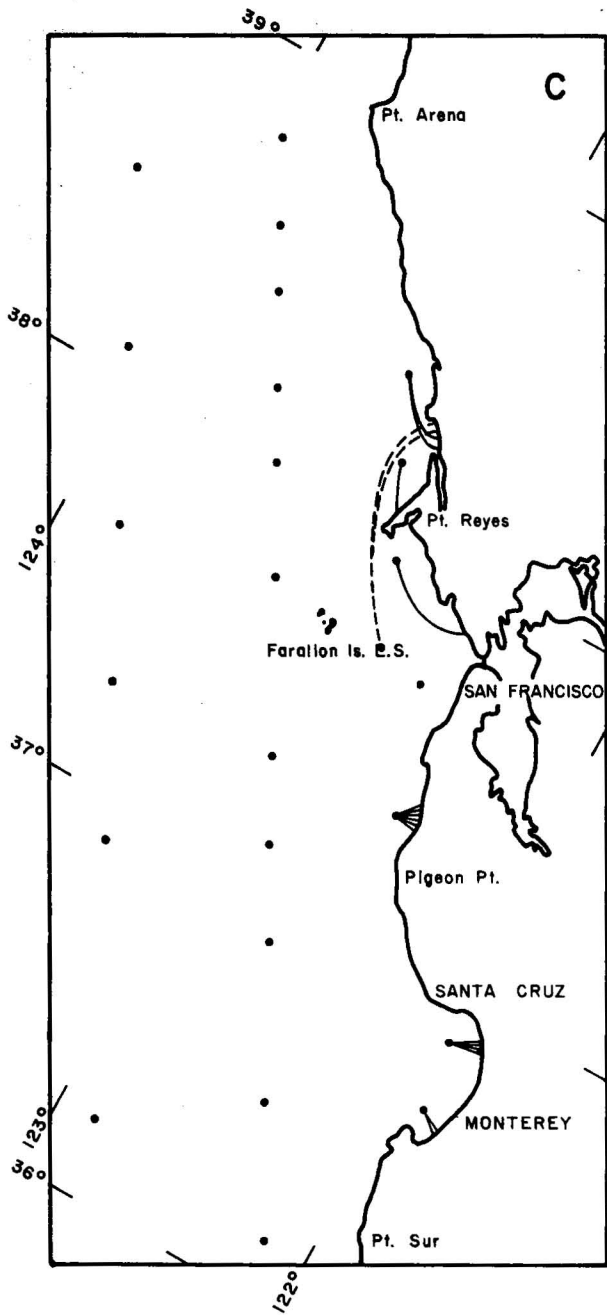 39°
C
Pt. Arena
38°
Pt. Reyes
124°
Farallon Is. L.S.
SAN FRANCISCO
37°
Pigeon Pt.
SANTA CRUZ
123°
MONTEREY
36°
Pt. Sur
122°